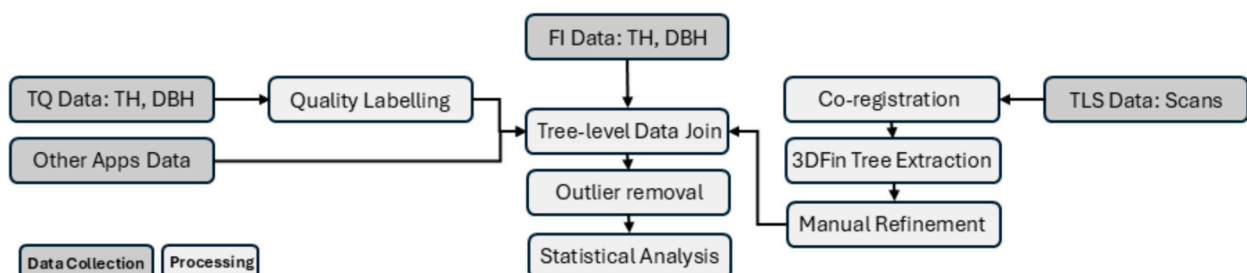 FI Data: TH, DBH
TQ Data: TH, DBH
Quality Labelling
Co-registration
TLS Data: Scans
Tree-level Data Join
Other Apps Data
3DFin Tree Extraction
Outlier removal
Manual Refinement
Statistical Analysis
Data Collection
Processing